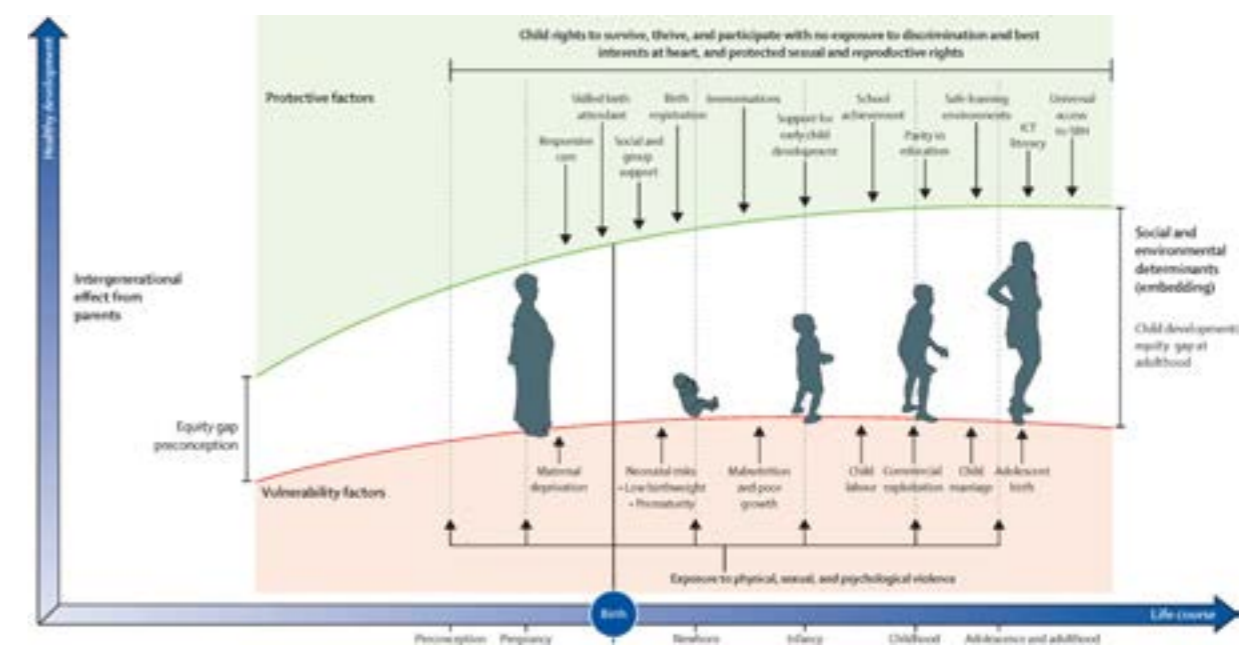 Healthy development
Child rights to survive, thrive, and participate with no exposure to discrimination and best
interests at heart, and protected sexual and reproductive rights
Protective factors
Responsive
care
Skilled birth
attendant
Social and
group
support
Birth
registration
Immunisations
Support for
early child
development
School
achievement
Parity in
education
Safe learning
environments
ICT
literacy
Universal
access
to SRH
Intergenerational
effect from
parents
Social and
environmental
determinants
(embedding)
Child development:
equity gap at
adulthood
Equity gap
preconception
Vulnerability factors
Maternal
deprivation
Neonatal risks
• Low birthweight
• Prematurity
Malnutrition
and poor
growth
Child
labour
Commercial
exploitation
Child
marriage
Adolescent
birth
Exposure to physical, sexual, and psychological violence
Birth
Life course
Preconception
Pregnancy
Newborn
Infancy
Childhood
Adolescence and adulthood